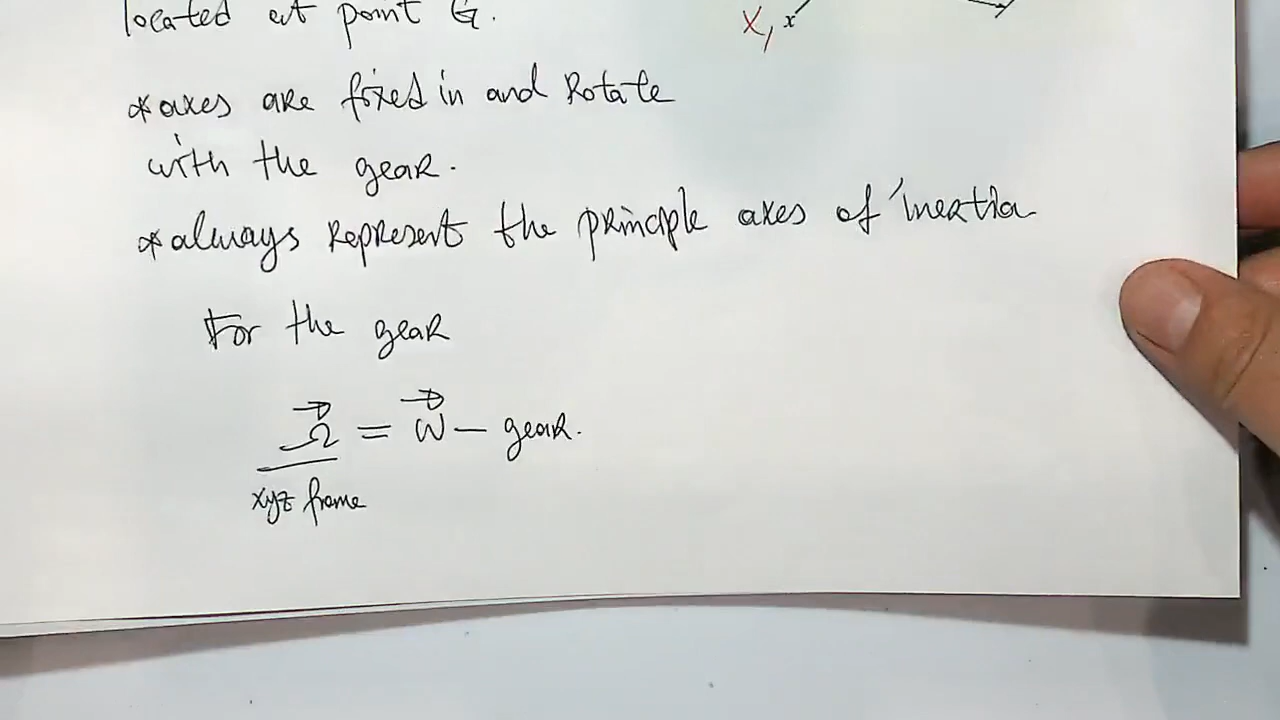 located at point G.
X, x
* axes are fixed in and Rotate
with the gear.
* always represent the principle axes of inertia
For the gear
Ω = ω — gear.
xyz frame